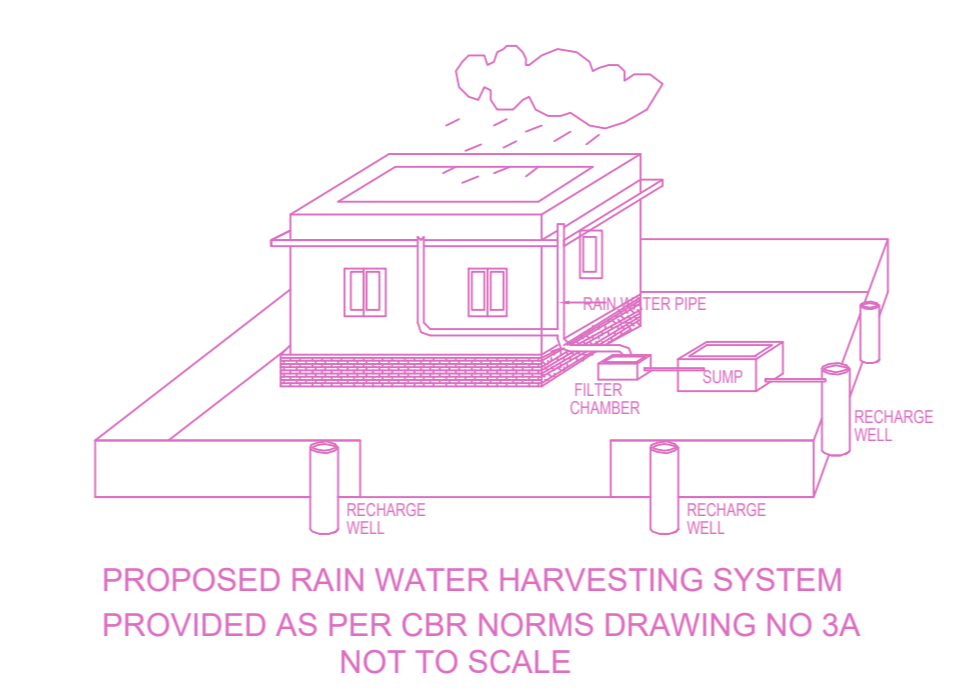 RAIN WATER PIPE
SUMP
FILTER
CHAMBER
RECHARGE
WELL
RECHARGE
WELL
RECHARGE
WELL
PROPOSED RAIN WATER HARVESTING SYSTEM
PROVIDED AS PER CBR NORMS DRAWING NO 3A
NOT TO SCALE